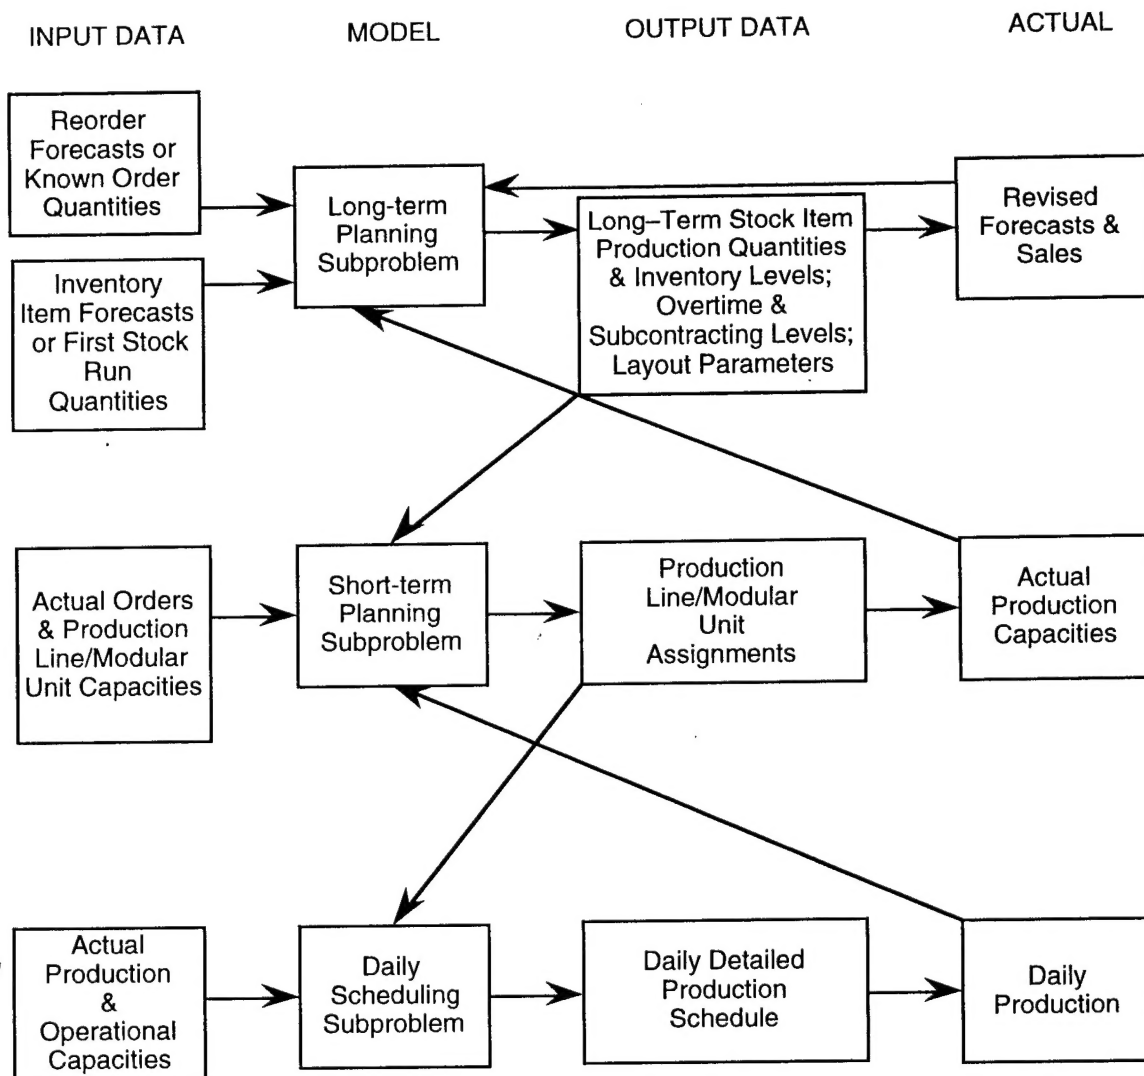 INPUT DATA
MODEL
OUTPUT DATA
ACTUAL
Reorder
Forecasts or
Known Order
Quantities
Inventory
Item Forecasts
or First Stock
Run
Quantities
Long-term
Planning
Subproblem
Long–Term Stock Item
Production Quantities
& Inventory Levels;
Overtime &
Subcontracting Levels;
Layout Parameters
Revised
Forecasts &
Sales
Actual Orders
& Production
Line/Modular
Unit Capacities
Short-term
Planning
Subproblem
Production
Line/Modular
Unit
Assignments
Actual
Production
Capacities
Actual
Production
&
Operational
Capacities
Daily
Scheduling
Subproblem
Daily Detailed
Production
Schedule
Daily
Production